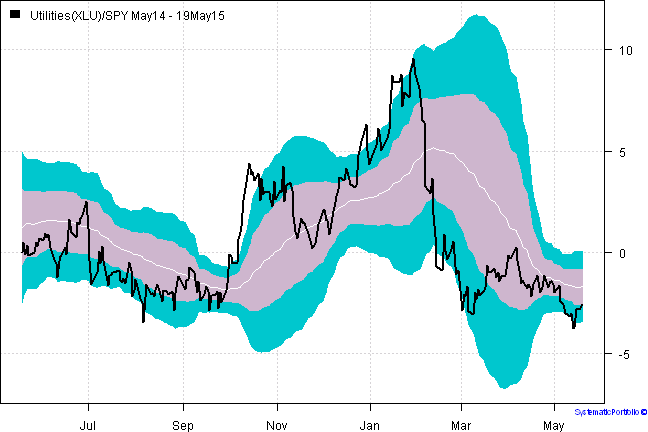 Utilities(XLU)/SPY May14 - 19May15
10
5
0
-5
Jul Sep Nov Jan Mar May
SystematicPortfolio ©